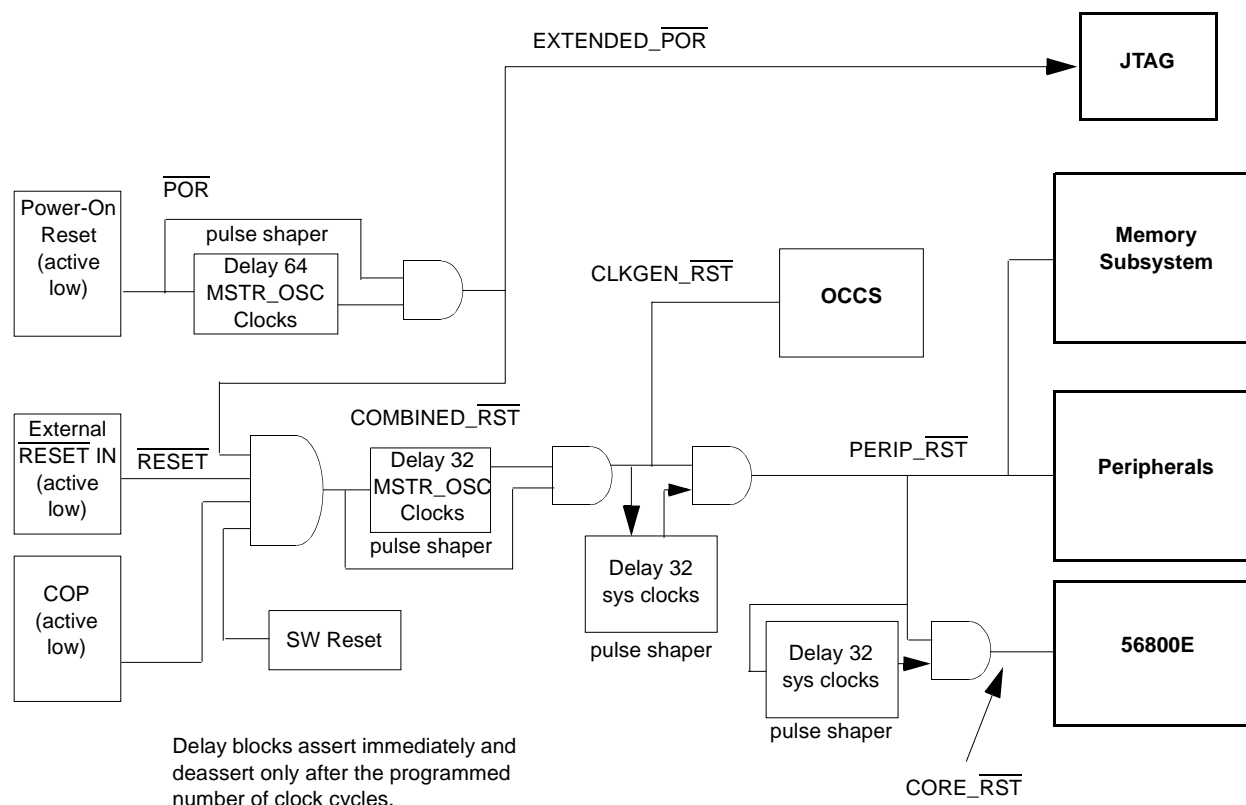 EXTENDED_POR
JTAG
POR
Power-On
Reset
(active
low)
pulse shaper
Delay 64
MSTR_OSC
Clocks
CLKGEN_RST
OCCS
Memory
Subsystem
External
RESET IN
(active
low)
RESET
COMBINED_RST
Delay 32
MSTR_OSC
Clocks
pulse shaper
PERIP_RST
Peripherals
COP
(active
low)
SW Reset
Delay 32
sys clocks
pulse shaper
Delay 32
sys clocks
pulse shaper
56800E
CORE_RST
Delay blocks assert immediately and
deassert only after the programmed
number of clock cycles.